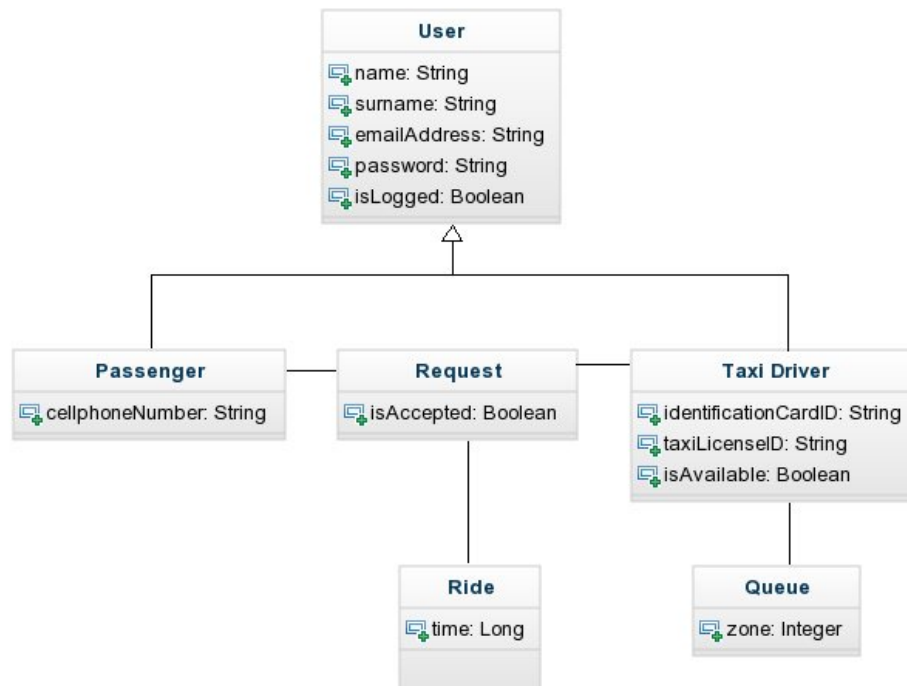 User
name: String
surname: String
emailAddress: String
password: String
isLogged: Boolean
Passenger
cellphoneNumber: String
Request
isAccepted: Boolean
Taxi Driver
identificationCardID: String
taxiLicenseID: String
isAvailable: Boolean
Ride
time: Long
Queue
zone: Integer